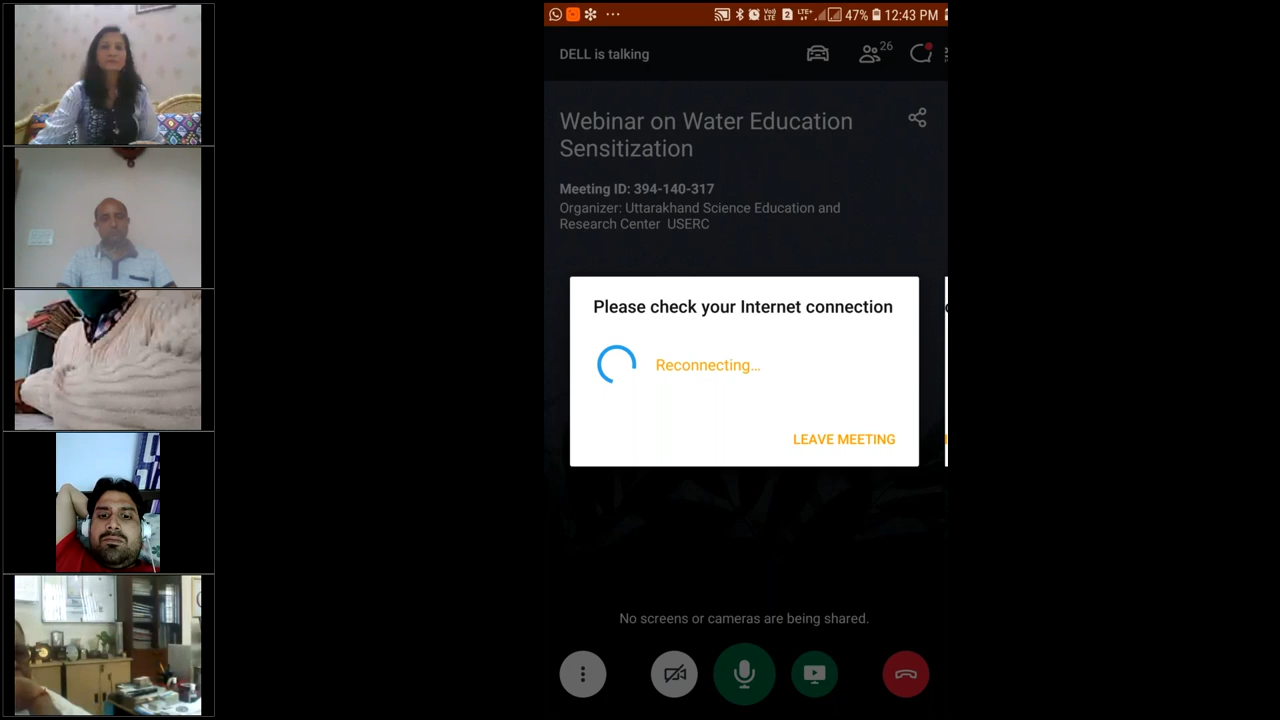 47% 12:43 PM
DELL is talking
26
Webinar on Water Education
Sensitization
Meeting ID: 394-140-317
Organizer: Uttarakhand Science Education and
Research Center USERC
Please check your Internet connection
Reconnecting...
LEAVE MEETING
No screens or cameras are being shared.